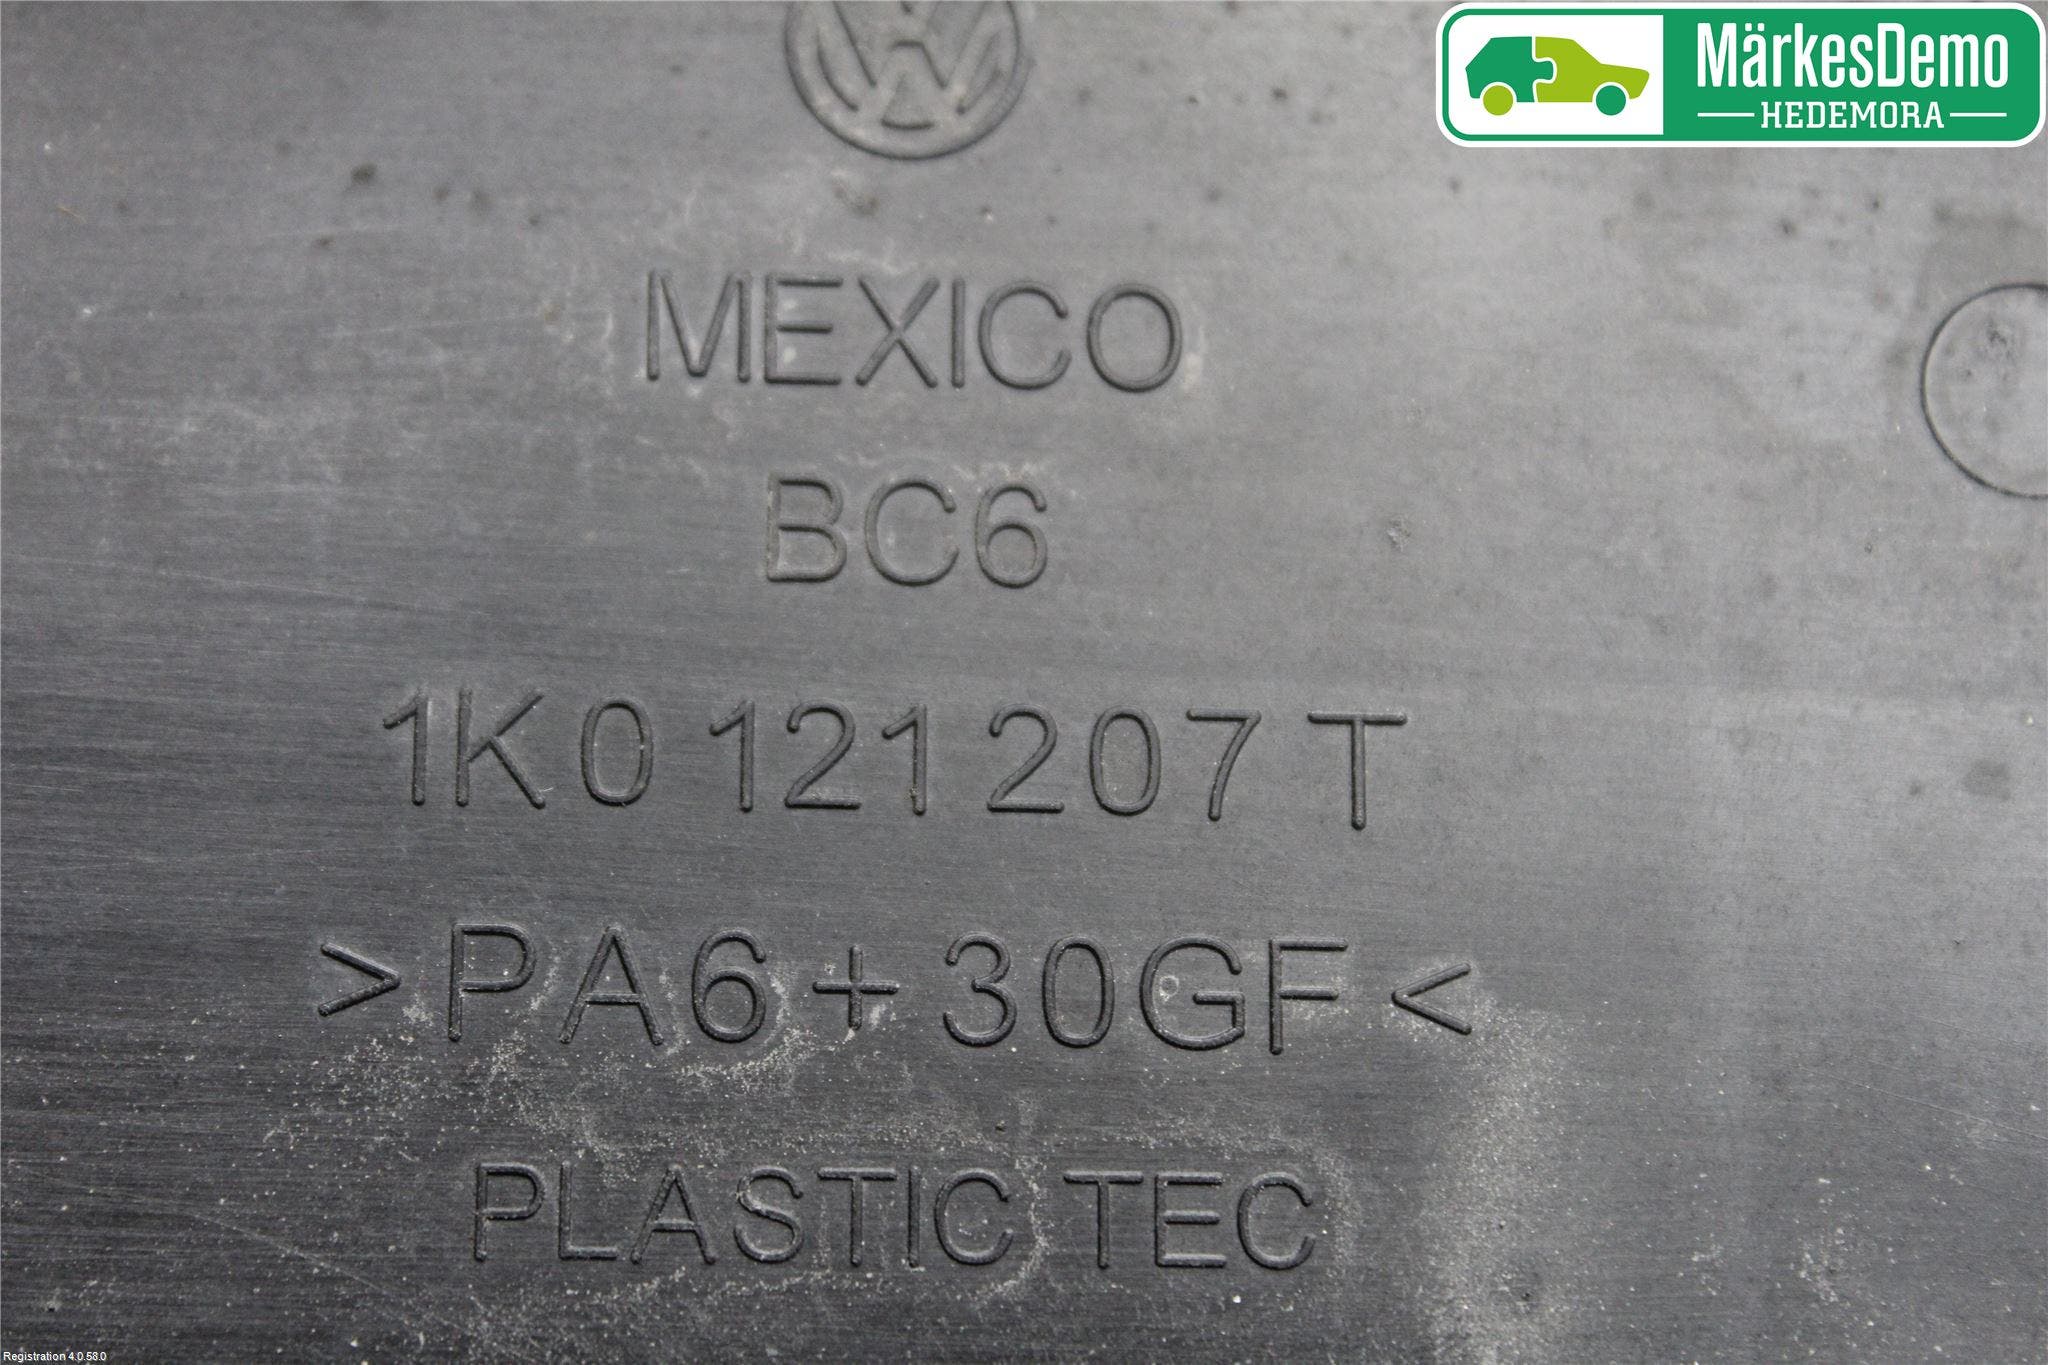 MärkesDemo
HEDEMORA
MEXICO
BC6
1K0 121 207 T
>PA6+30GF<
PLASTIC TEC
Registration 4.0.58.0